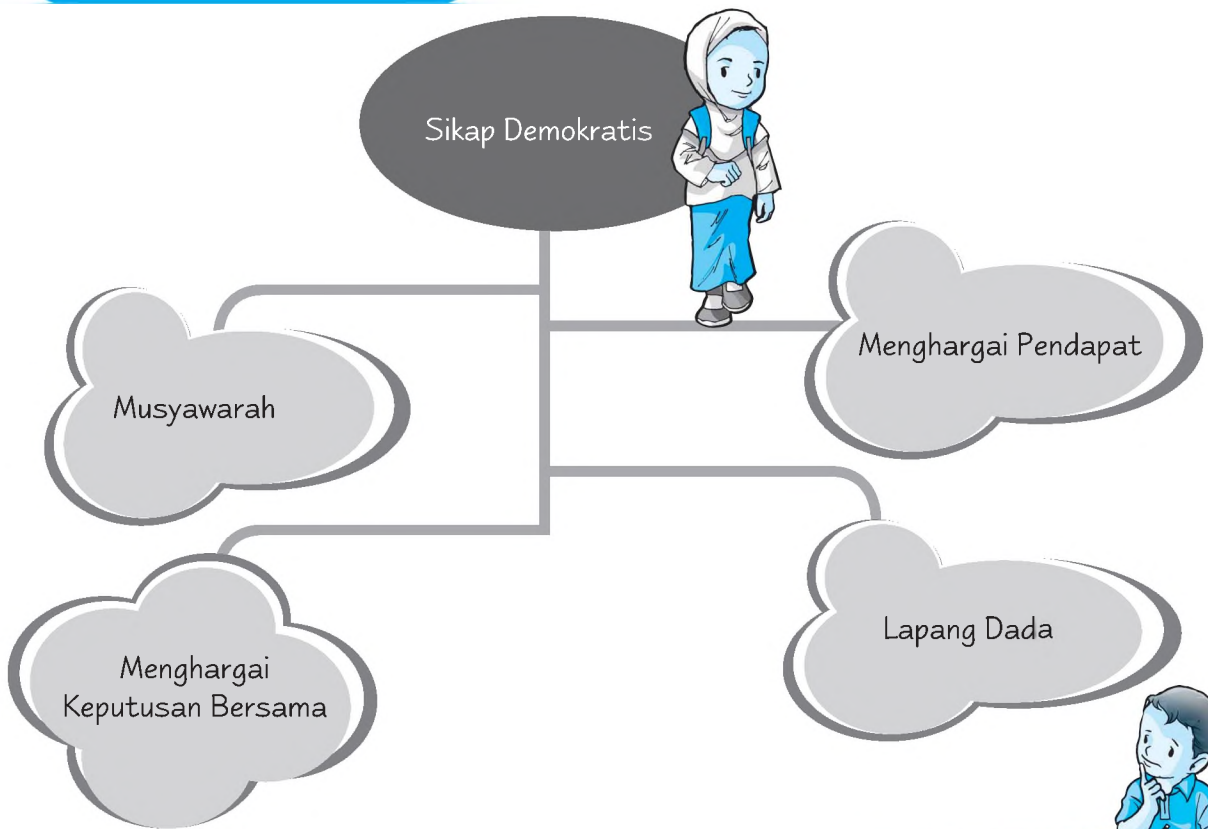 Sikap Demokratis
Menghargai Pendapat
Musyawarah
Lapang Dada
Menghargai
Keputusan Bersama